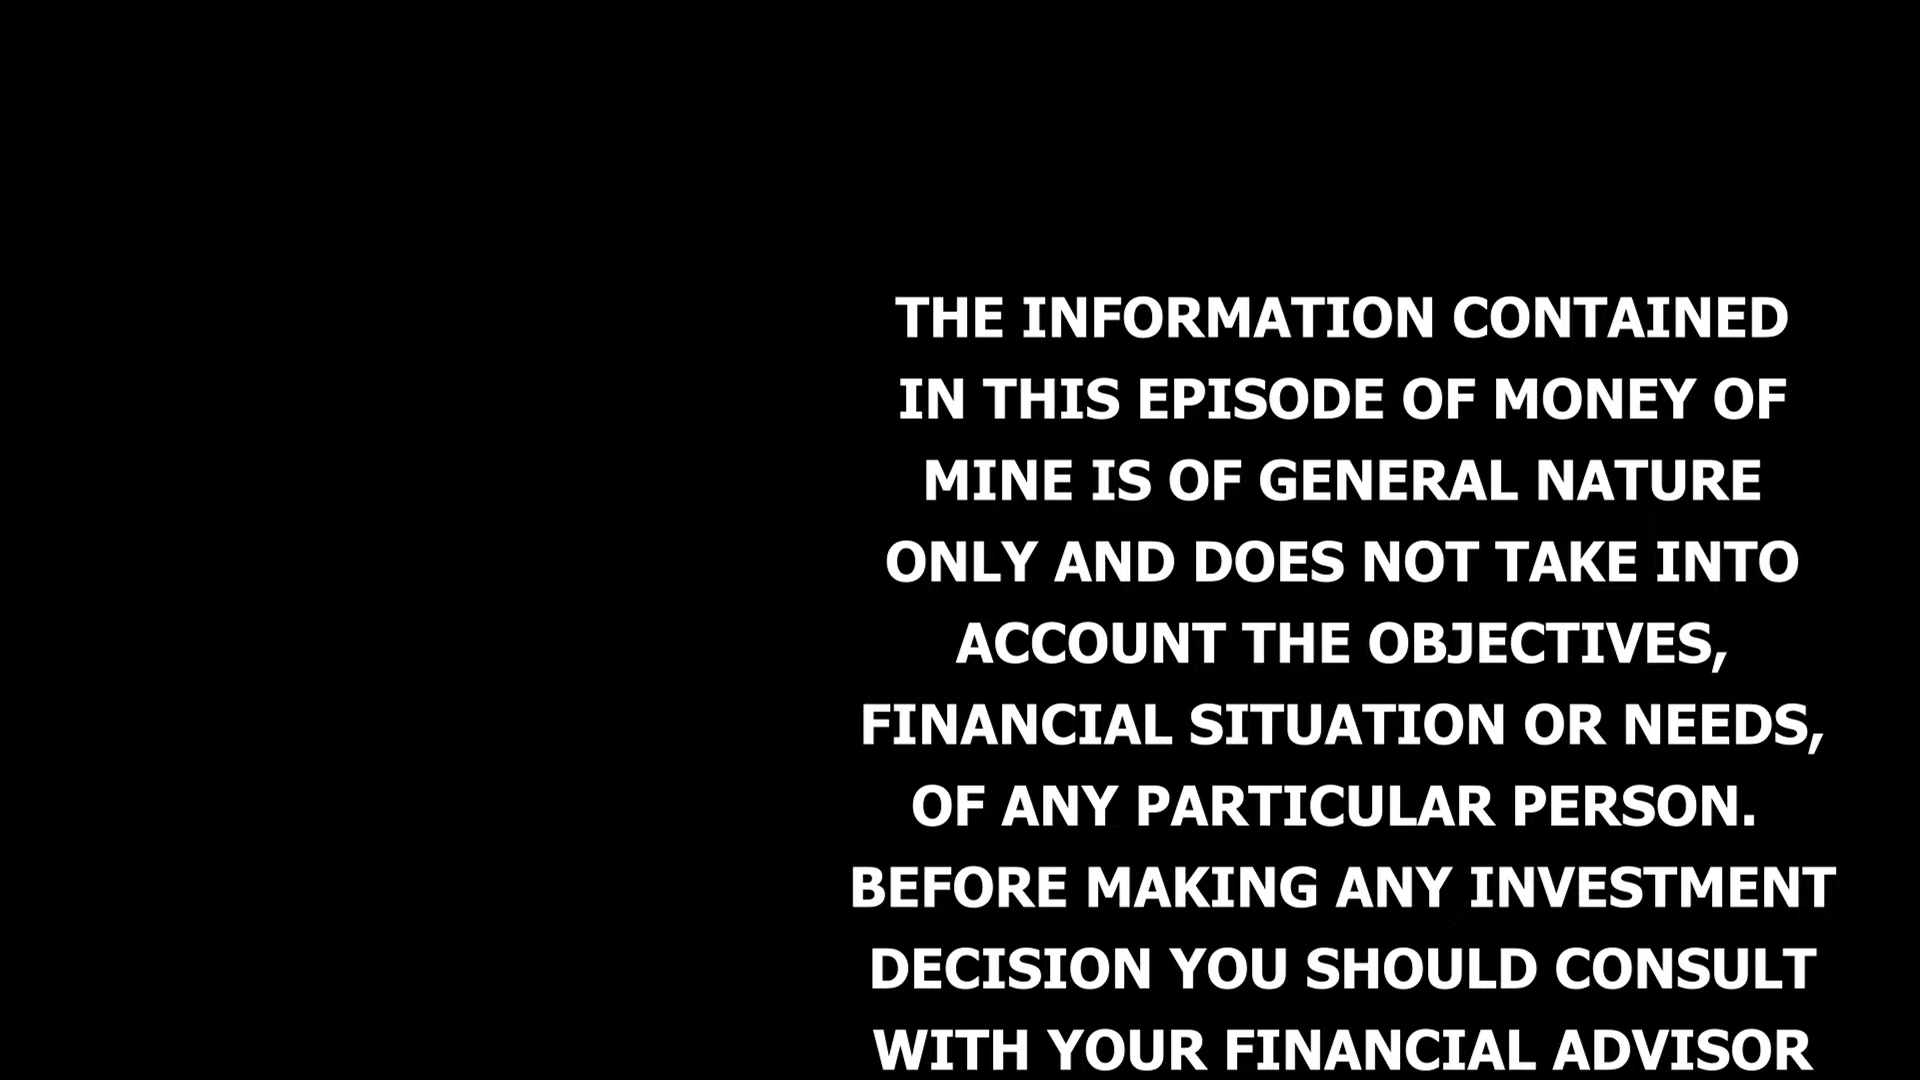 THE INFORMATION CONTAINED
IN THIS EPISODE OF MONEY OF
MINE IS OF GENERAL NATURE
ONLY AND DOES NOT TAKE INTO
ACCOUNT THE OBJECTIVES,
FINANCIAL SITUATION OR NEEDS,
OF ANY PARTICULAR PERSON.
BEFORE MAKING ANY INVESTMENT
DECISION YOU SHOULD CONSULT
WITH YOUR FINANCIAL ADVISOR